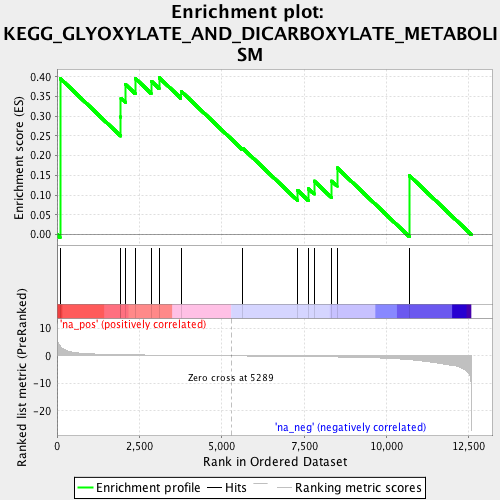 Enrichment plot:
KEGG_GLYOXYLATE_AND_DICARBOXYLATE_METABOLI
SM
Enrichment score (ES)
0.40
0.35
0.30
0.25
0.20
0.15
0.10
0.05
0.00
'na_pos' (positively correlated)
Ranked list metric (PreRanked)
10
5
0
-5
-10
-15
-20
Zero cross at 5289
'na_neg' (negatively correlated)
0
2,500
5,000
7,500
10,000
12,500
Rank in Ordered Dataset
Enrichment profile
Hits
Ranking metric scores